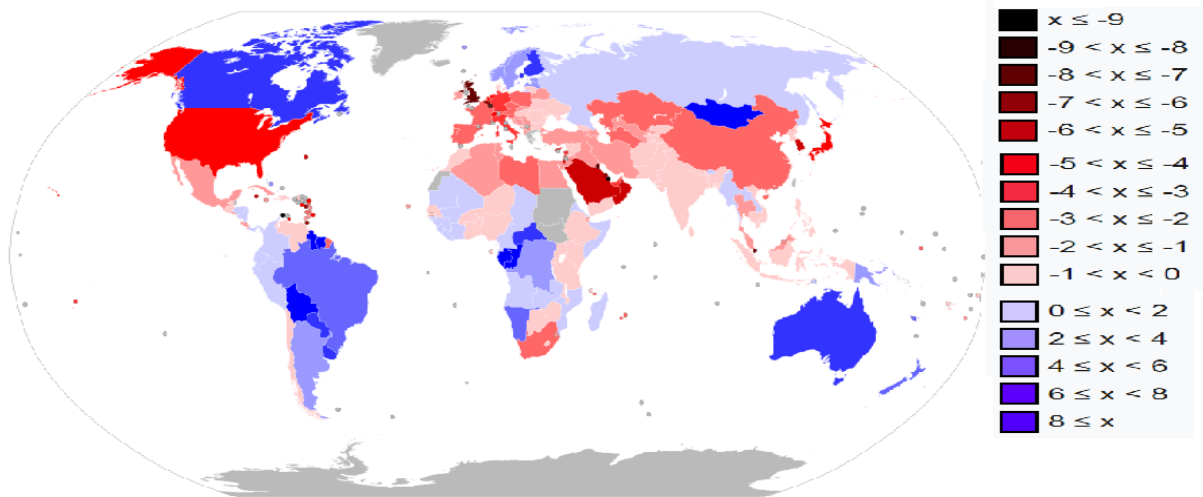 x ≤ -9
-9 < x ≤ -8
-8 < x ≤ -7
-7 < x ≤ -6
-6 < x ≤ -5
-5 < x ≤ -4
-4 < x ≤ -3
-3 < x ≤ -2
-2 < x ≤ -1
-1 < x < 0
0 ≤ x < 2
2 ≤ x < 4
4 ≤ x < 6
6 ≤ x < 8
8 ≤ x